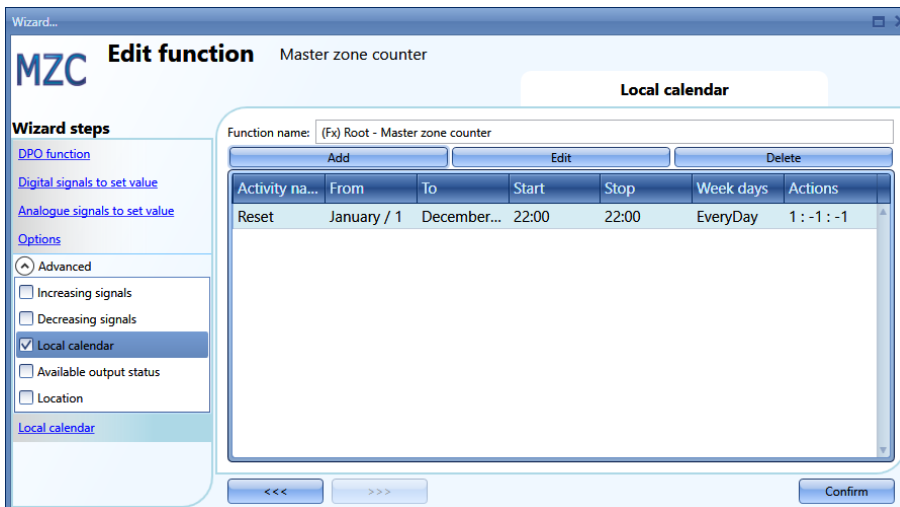 Wizard...
MZC Edit function Master zone counter
Local calendar
Wizard steps
DPO function
Digital signals to set value
Analogue signals to set value
Options
Advanced
Increasing signals
Decreasing signals
Local calendar
Available output status
Location
Local calendar
Function name: (Fx) Root - Master zone counter
Add Edit Delete
Activity na... From To Start Stop Week days Actions
Reset January / 1 December... 22:00 22:00 EveryDay 1 : -1 : -1
<<< >>> Confirm